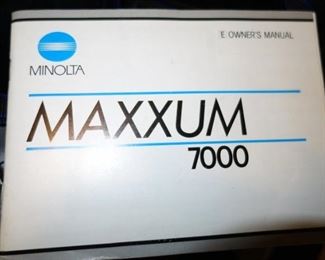 E OWNER'S MANUAL
MINOLTA
MAXXUM
7000